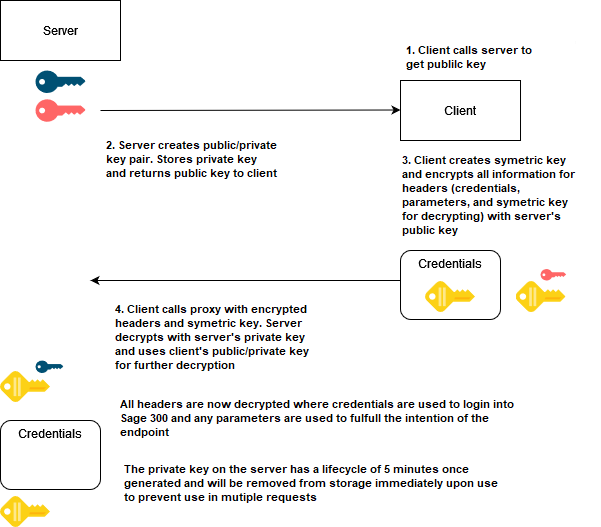 Server
1. Client calls server to
get publilc key
Client
2. Server creates public/private
key pair. Stores private key
and returns public key to client
3. Client creates symetric key
and encrypts all information for
headers (credentials,
parameters, and symetric key
for decrypting) with server's
public key
Credentials
4. Client calls proxy with encrypted
headers and symetric key. Server
decrypts with server's private key
and uses client's public/private key
for further decryption
All headers are now decrypted where credentials are used to login into
Sage 300 and any parameters are used to fulfull the intention of the
endpoint
Credentials
The private key on the server has a lifecycle of 5 minutes once
generated and will be removed from storage immediately upon use
to prevent use in mutiple requests